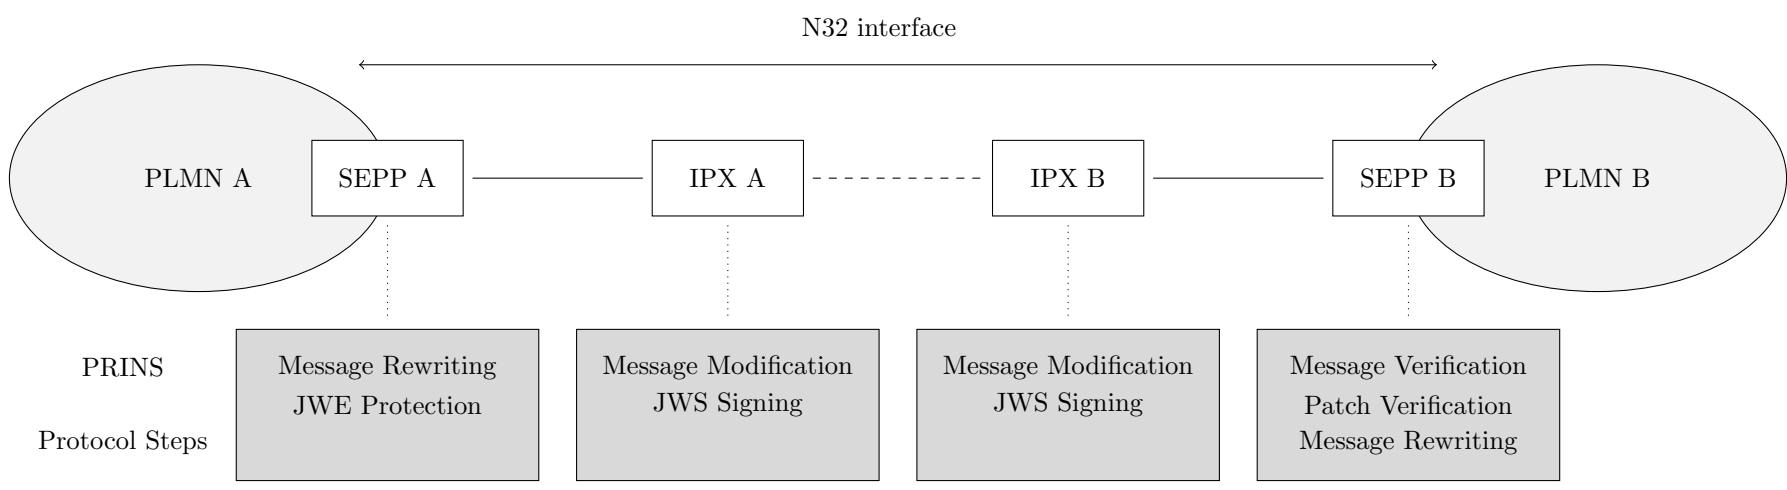 N32 interface
PLMN A
SEPP A
IPX A
IPX B
SEPP B
PLMN B
PRINS
Protocol Steps
Message Rewriting
JWE Protection
Message Modification
JWS Signing
Message Modification
JWS Signing
Message Verification
Patch Verification
Message Rewriting